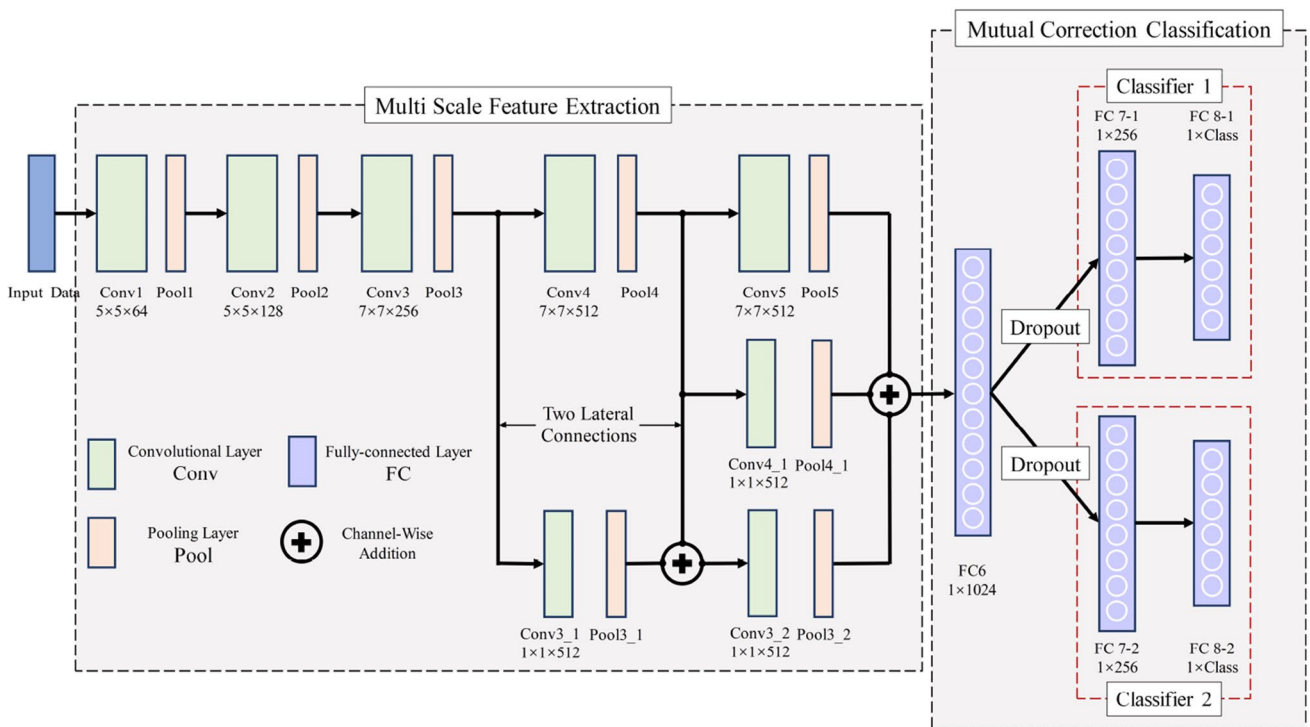 Mutual Correction Classification
Multi Scale Feature Extraction
Classifier 1
FC 7-1
1×256
FC 8-1
1×Class
Input Data
Conv1
5×5×64
Pool1
Conv2
5×5×128
Pool2
Conv3
7×7×256
Pool3
Conv4
7×7×512
Pool4
Conv5
7×7×512
Pool5
Dropout
Two Lateral
Connections
Convolutional Layer
Conv
Fully-connected Layer
FC
Conv4_1
1×1×512
Pool4_1
Dropout
Pooling Layer
Pool
Channel-Wise
Addition
FC6
1×1024
Conv3_1
1×1×512
Pool3_1
Conv3_2
1×1×512
Pool3_2
FC 7-2
1×256
FC 8-2
1×Class
Classifier 2